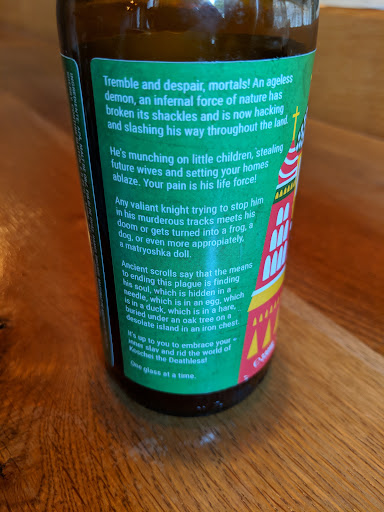 Tremble and despair, mortals! An ageless
demon, an infernal force of nature has
broken its shackles and is now hacking
and slashing his way throughout the land.
He's munching on little children, stealing
future wives and setting your homes
ablaze. Your pain is his life force!
Any valiant knight trying to stop him
in his murderous tracks meets his
doom or gets turned into a frog, a
dog, or even more appropiately,
a matryoshka doll.
Ancient scrolls say that the means
to ending this plague is finding
his soul, which is hidden in a
needle, which is in an egg, which
is in a duck, which is in a hare,
buried under an oak tree on a
desolate island in an iron chest.
It's up to you to embrace your
inner slav and rid the world of
Koschei the Deathless!
One glass at a time.